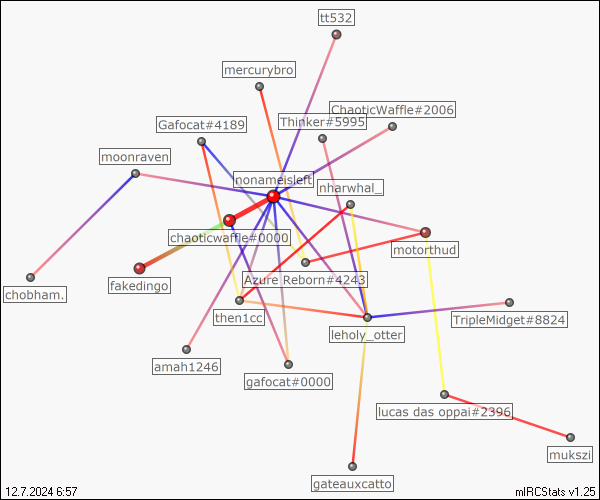 tt532
mercurybro
ChaoticWaffle#2006
Thinker#5995
Gafocat#4189
moonraven
nonameisleft
nharwhal_
chaoticwaffle#0000
motorthud
Azure Reborn#4243
fakedingo
chobham.
then1cc
TripleMidget#8824
leholy_otter
amah1246
gafocat#0000
lucas das oppai#2396
mukszi
gateauxcatto
12.7.2024 6:57
mIRCStats v1.25